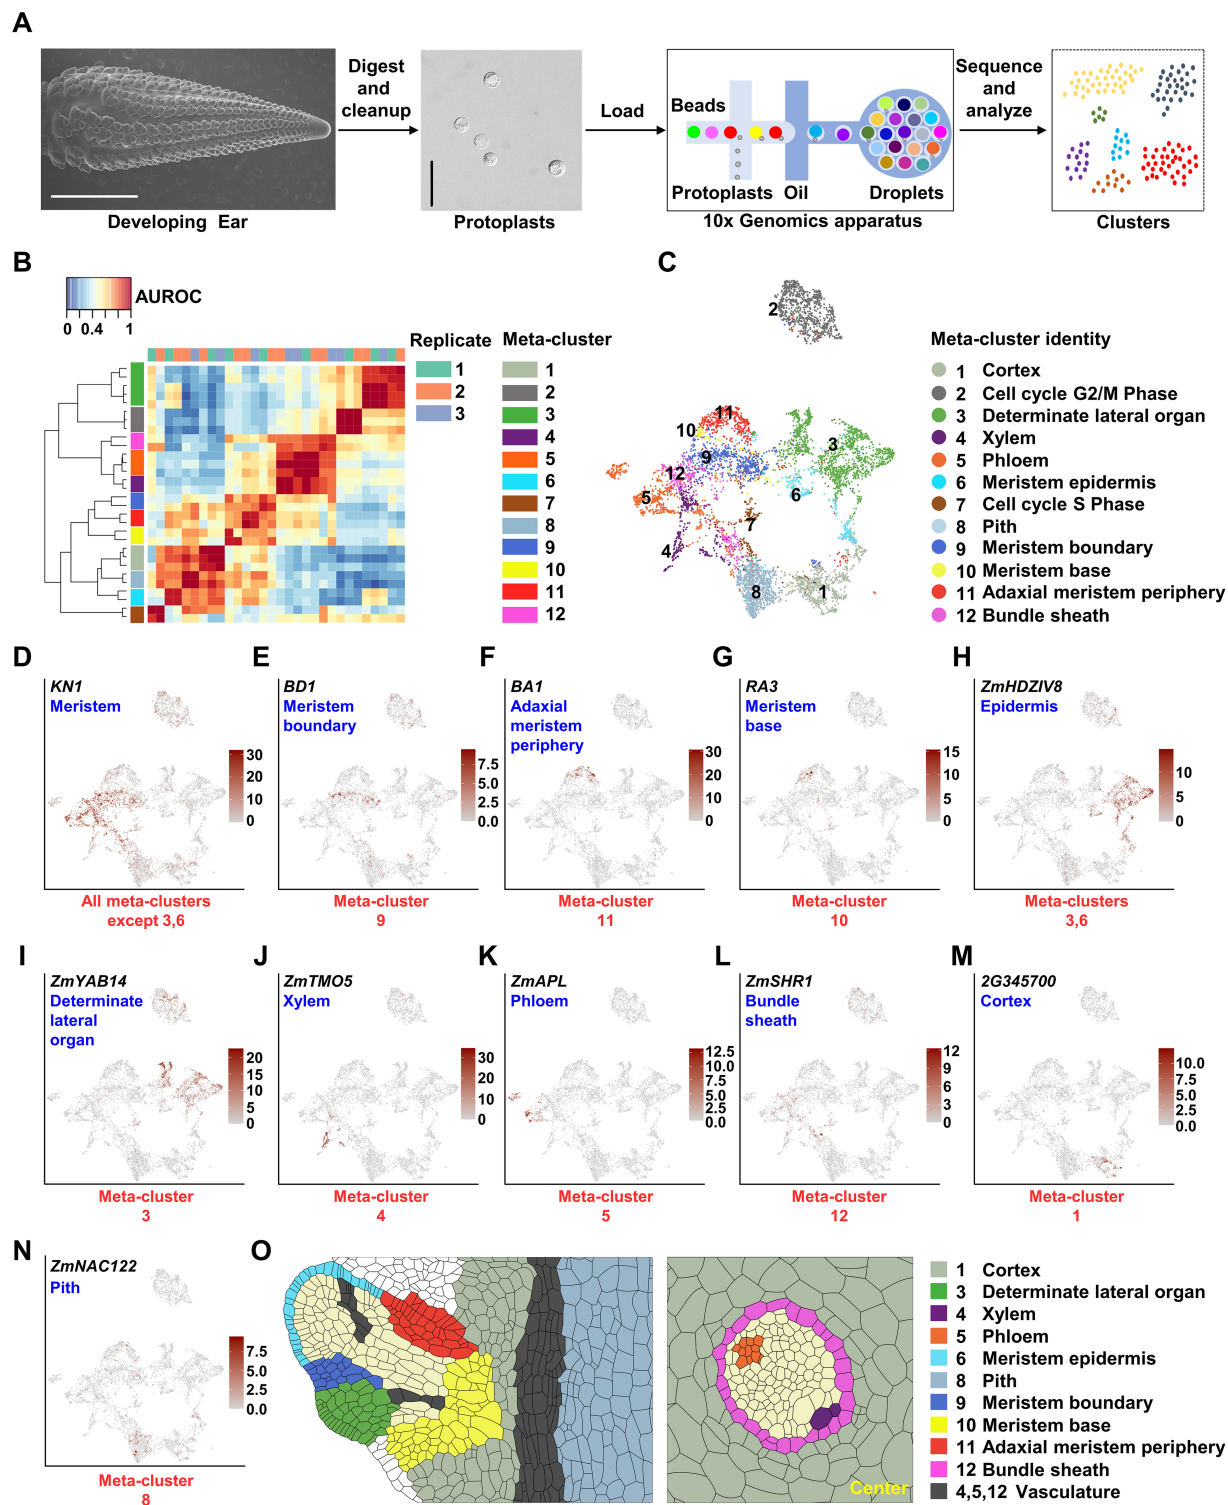 A
Digest
and
cleanup
Load
Beads
Protoplasts
Oil
Droplets
Sequence
and
analyze
Developing Ear
Protoplasts
10x Genomics apparatus
Clusters
B
AUROC
0 0.4 1
Replicate
1
2
3
Meta-cluster
1
2
3
4
5
6
7
8
9
10
11
12
C
2
11
10
9
3
12
5
6
7
4
8
1
Meta-cluster identity
1 Cortex
2 Cell cycle G2/M Phase
3 Determinate lateral organ
4 Xylem
5 Phloem
6 Meristem epidermis
7 Cell cycle S Phase
8 Pith
9 Meristem boundary
10 Meristem base
11 Adaxial meristem periphery
12 Bundle sheath
D
KN1
Meristem
30
20
10
0
All meta-clusters
except 3,6
E
BD1
Meristem
boundary
7.5
5.0
2.5
0.0
Meta-cluster
9
F
BA1
Adaxial
meristem
periphery
30
20
10
0
Meta-cluster
11
G
RA3
Meristem
base
15
10
5
0
Meta-cluster
10
H
ZmHDZIV8
Epidermis
10
5
0
Meta-clusters
3,6
I
ZmYAB14
Determinate
lateral
organ
20
15
10
5
0
Meta-cluster
3
J
ZmTMO5
Xylem
30
20
10
0
Meta-cluster
4
K
ZmAPL
Phloem
12.5
10.0
7.5
5.0
2.5
0.0
Meta-cluster
5
L
ZmSHR1
Bundle
sheath
12
9
6
3
0
Meta-cluster
12
M
2G345700
Cortex
10.0
7.5
5.0
2.5
0.0
Meta-cluster
1
N
ZmNAC122
Pith
7.5
5.0
2.5
0.0
Meta-cluster
8
O
Center
1 Cortex
3 Determinate lateral organ
4 Xylem
5 Phloem
6 Meristem epidermis
8 Pith
9 Meristem boundary
10 Meristem base
11 Adaxial meristem periphery
12 Bundle sheath
4,5,12 Vasculature